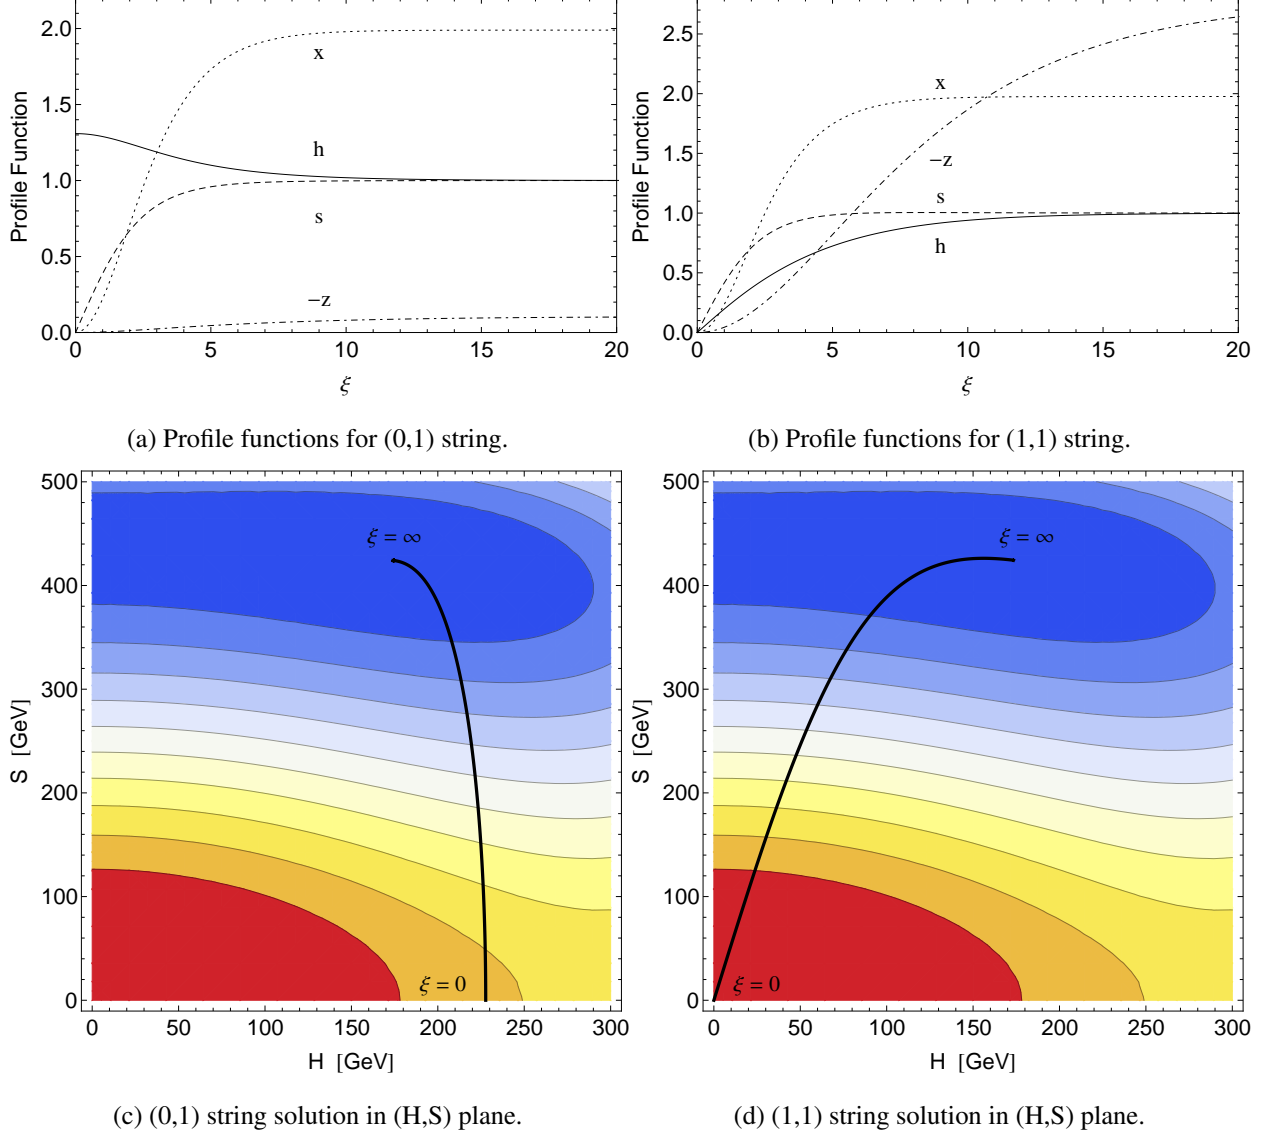 2.0
1.5
1.0
0.5
0.0
Profile Function
x
h
s
−z
0 5 10 15 20
ξ
(a) Profile functions for (0,1) string.
2.5
2.0
1.5
1.0
0.5
0.0
Profile Function
x
−z
s
h
0 5 10 15 20
ξ
(b) Profile functions for (1,1) string.
500
400
300
200
100
0
S [GeV]
ξ = ∞
ξ = 0
0 50 100 150 200 250 300
H [GeV]
(c) (0,1) string solution in (H,S) plane.
500
400
300
200
100
0
S [GeV]
ξ = ∞
ξ = 0
0 50 100 150 200 250 300
H [GeV]
(d) (1,1) string solution in (H,S) plane.